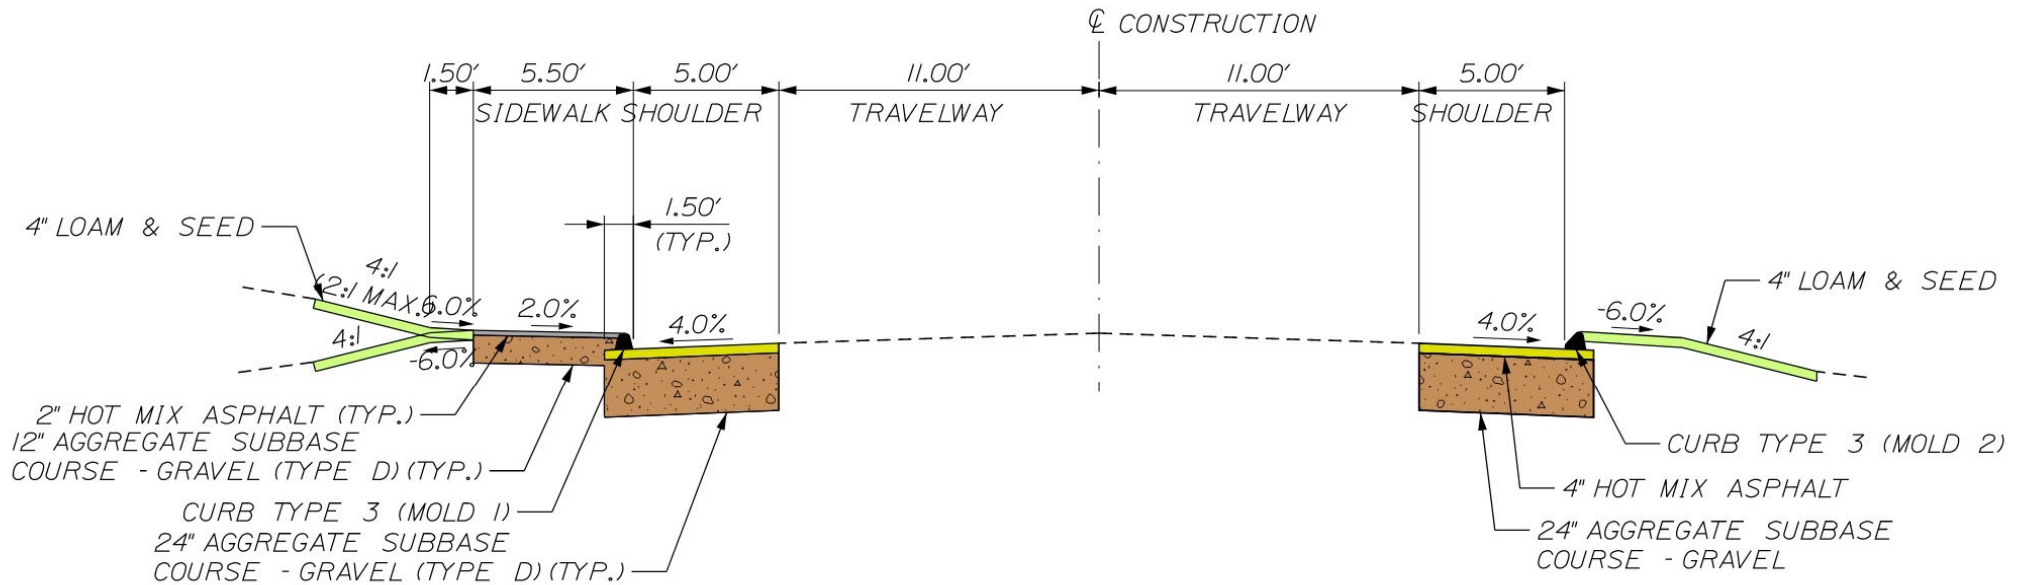 ℄ CONSTRUCTION
1.50' 5.50' 5.00' 11.00' 11.00' 5.00'
SIDEWALK SHOULDER TRAVELWAY TRAVELWAY SHOULDER
1.50'
(TYP.)
4" LOAM & SEED
4:1
(2:1 MAX.)
6.0%
2.0%
4.0%
4:1
-6.0%
4.0%
-6.0%
4:1
4" LOAM & SEED
2" HOT MIX ASPHALT (TYP.)
12" AGGREGATE SUBBASE
COURSE - GRAVEL (TYPE D) (TYP.)
CURB TYPE 3 (MOLD 1)
24" AGGREGATE SUBBASE
COURSE - GRAVEL (TYPE D) (TYP.)
CURB TYPE 3 (MOLD 2)
4" HOT MIX ASPHALT
24" AGGREGATE SUBBASE
COURSE - GRAVEL